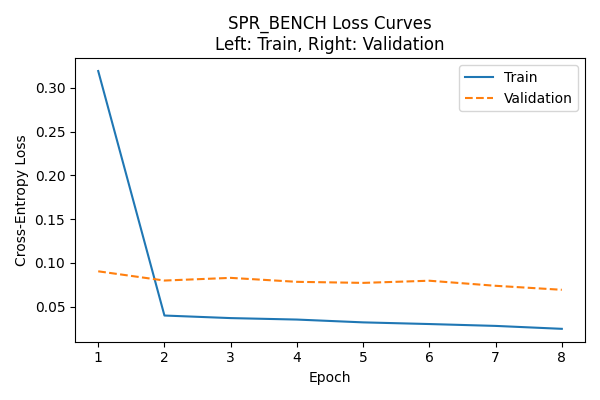 SPR_BENCH Loss Curves
Left: Train, Right: Validation
Train
Validation
Cross-Entropy Loss
0.30
0.25
0.20
0.15
0.10
0.05
1 2 3 4 5 6 7 8
Epoch